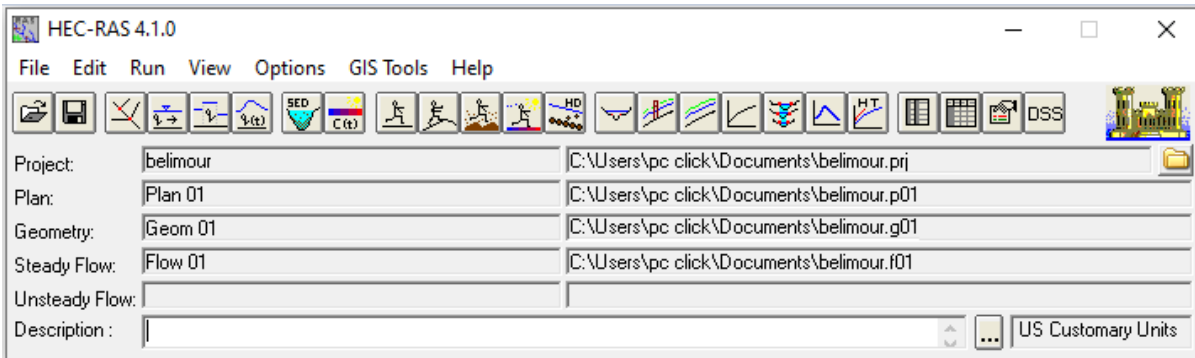 HEC-RAS 4.1.0
File Edit Run View Options GIS Tools Help
SED C(t) HD HT DSS
Project: belimour C:\Users\pc click\Documents\belimour.prj
Plan: Plan 01 C:\Users\pc click\Documents\belimour.p01
Geometry: Geom 01 C:\Users\pc click\Documents\belimour.g01
Steady Flow: Flow 01 C:\Users\pc click\Documents\belimour.f01
Unsteady Flow:
Description : ... US Customary Units